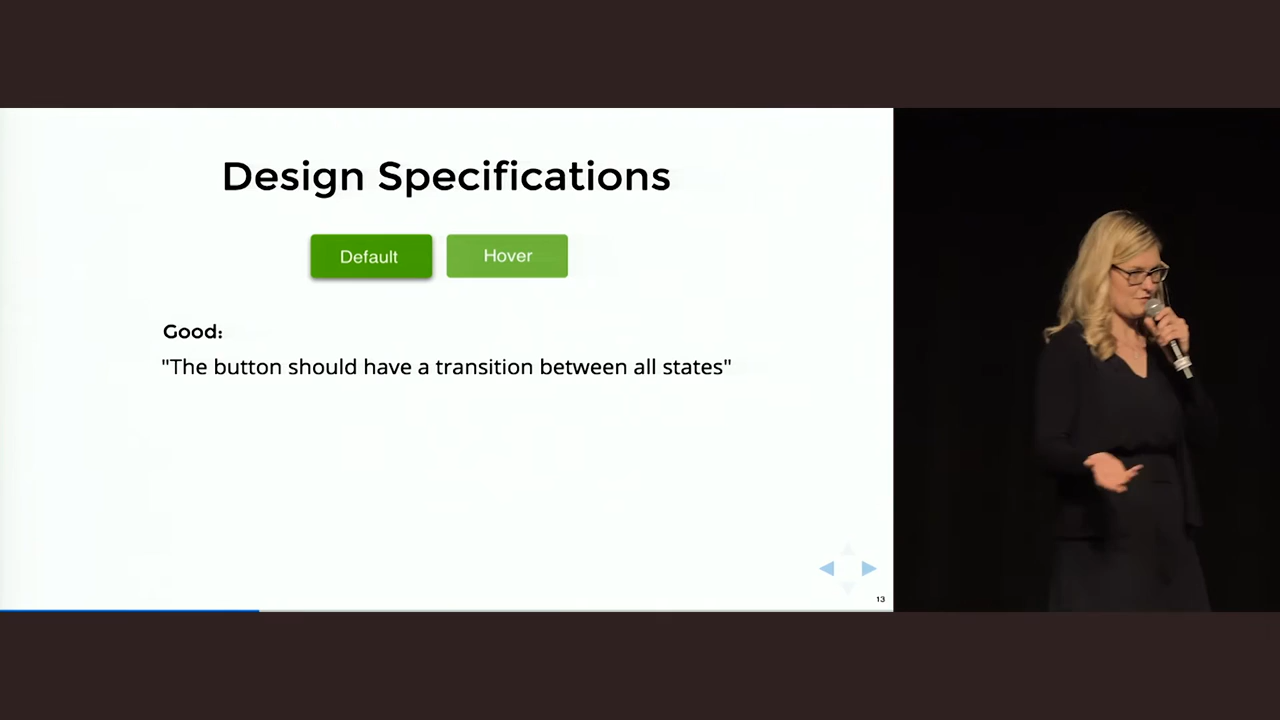 Design Specifications
Default
Hover
Good:
"The button should have a transition between all states"
13